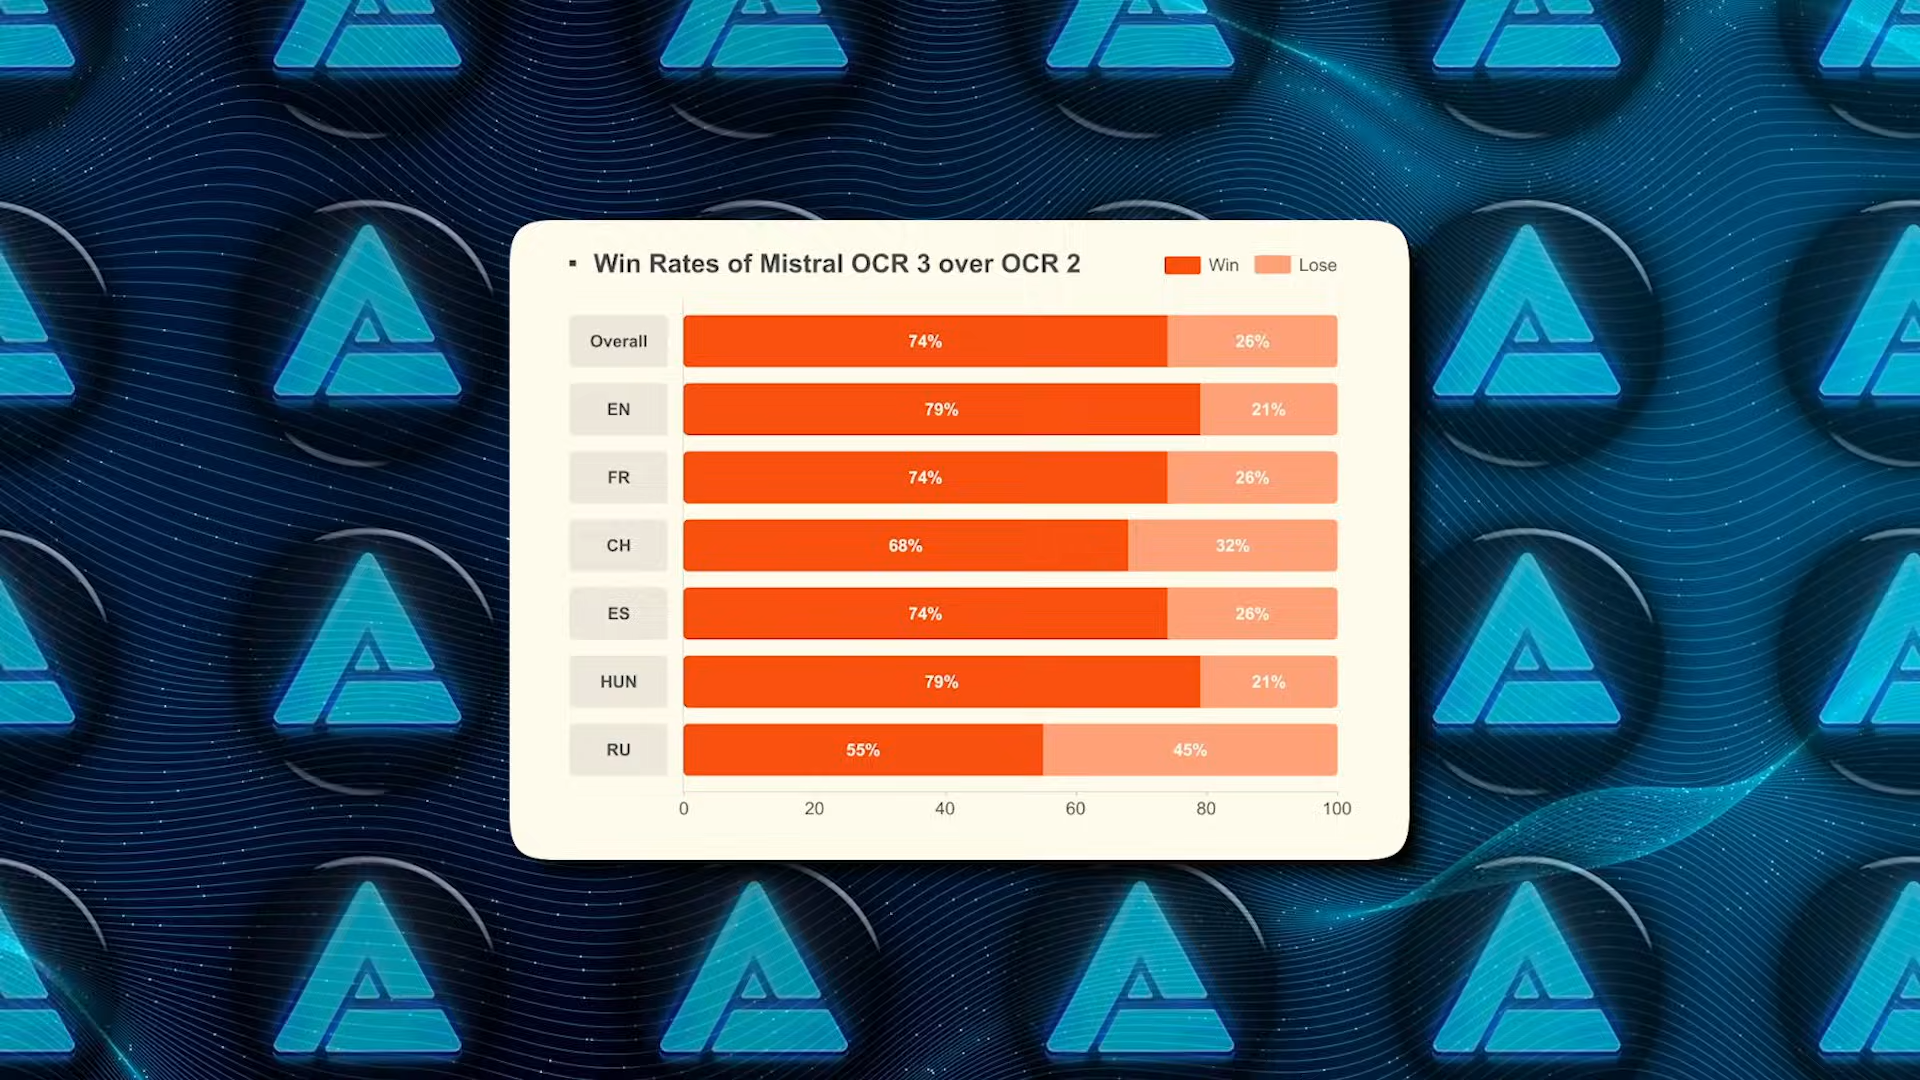 ▪ Win Rates of Mistral OCR 3 over OCR 2
Win Lose
Overall 74% 26%
EN 79% 21%
FR 74% 26%
CH 68% 32%
ES 74% 26%
HUN 79% 21%
RU 55% 45%
0 20 40 60 80 100